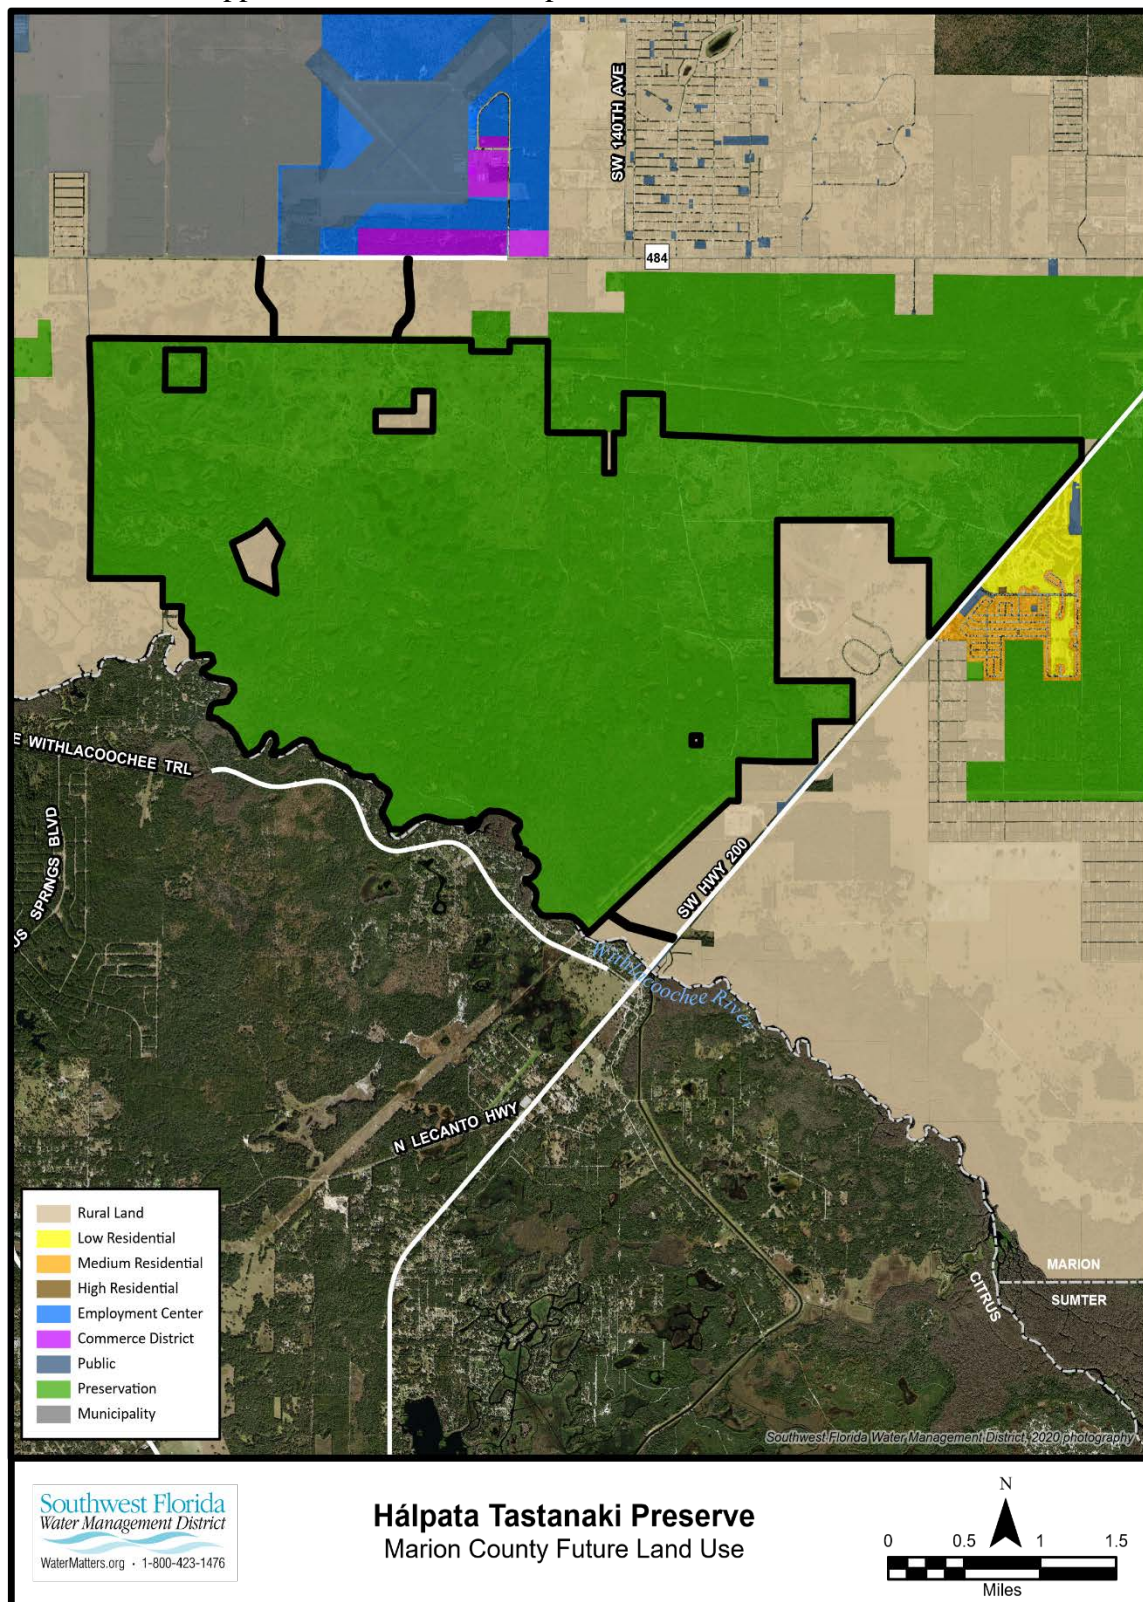 SW 140TH AVE
484
E WITHLACOOCHEE TRL
US SPRINGS BLVD
SW HWY 200
Withlacoochee River
N LECANTO HWY
MARION
CITRUS
SUMTER
Rural Land
Low Residential
Medium Residential
High Residential
Employment Center
Commerce District
Public
Preservation
Municipality
Southwest Florida Water Management District, 2020 photography
Southwest Florida
Water Management District
WaterMatters.org · 1-800-423-1476
Hálpata Tastanaki Preserve
Marion County Future Land Use
N
0 0.5 1 1.5
Miles